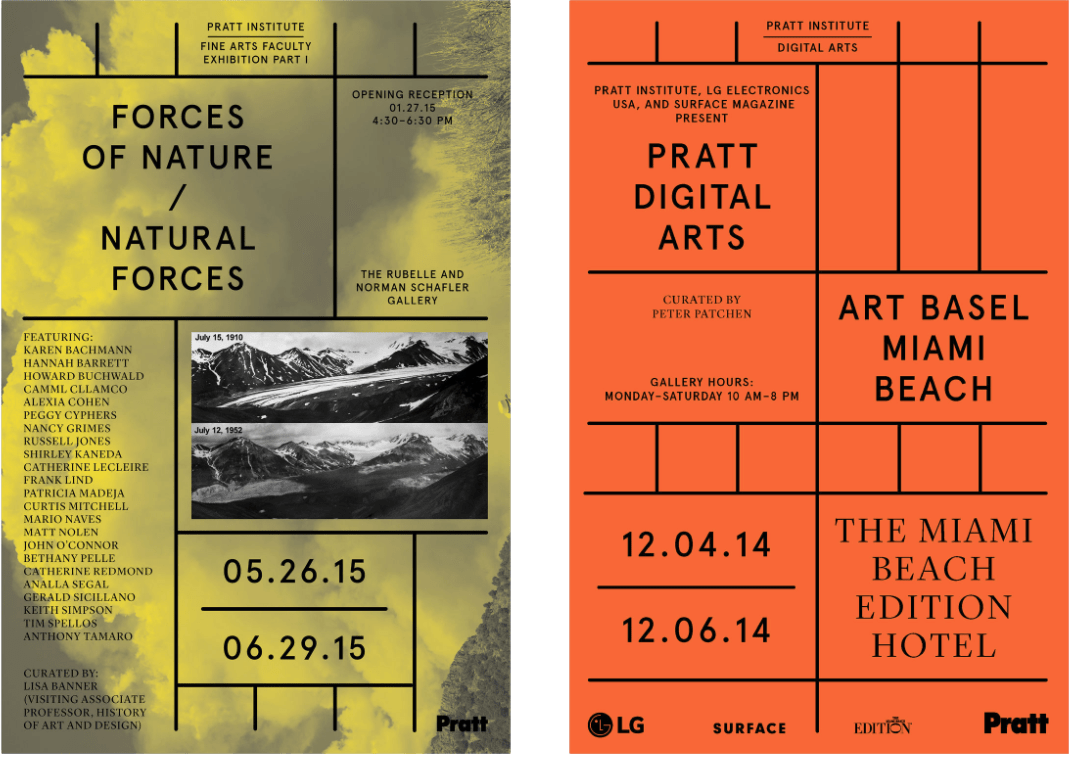 PRATT INSTITUTE
FINE ARTS FACULTY
EXHIBITION PART I
FORCES
OF NATURE
/
NATURAL
FORCES
OPENING RECEPTION
01.27.15
4:30–6:30 PM
THE RUBELLE AND
NORMAN SCHAFLER
GALLERY
FEATURING:
KAREN BACHMANN
HANNAH BARRETT
HOWARD BUCHWALD
CAMML CLLAMCO
ALEXIA COHEN
PEGGY CYPHERS
NANCY GRIMES
RUSSELL JONES
SHIRLEY KANEDA
CATHERINE LECLEIRE
FRANK LIND
PATRICIA MADEJA
CURTIS MITCHELL
MARIO NAVES
MATT NOLEN
JOHN O'CONNOR
BETHANY PELLE
CATHERINE REDMOND
ANALLA SEGAL
GERALD SICILLANO
KEITH SIMPSON
TIM SPELLOS
ANTHONY TAMARO
CURATED BY:
LISA BANNER
(VISITING ASSOCIATE
PROFESSOR, HISTORY
OF ART AND DESIGN)
July 15, 1910
July 12, 1952
05.26.15
06.29.15
Pratt
PRATT INSTITUTE
DIGITAL ARTS
PRATT INSTITUTE, LG ELECTRONICS
USA, AND SURFACE MAGAZINE
PRESENT
PRATT
DIGITAL
ARTS
CURATED BY
PETER PATCHEN
GALLERY HOURS:
MONDAY–SATURDAY 10 AM–8 PM
ART BASEL
MIAMI
BEACH
12.04.14
12.06.14
THE MIAMI
BEACH
EDITION
HOTEL
LG
SURFACE
EDITION
Pratt